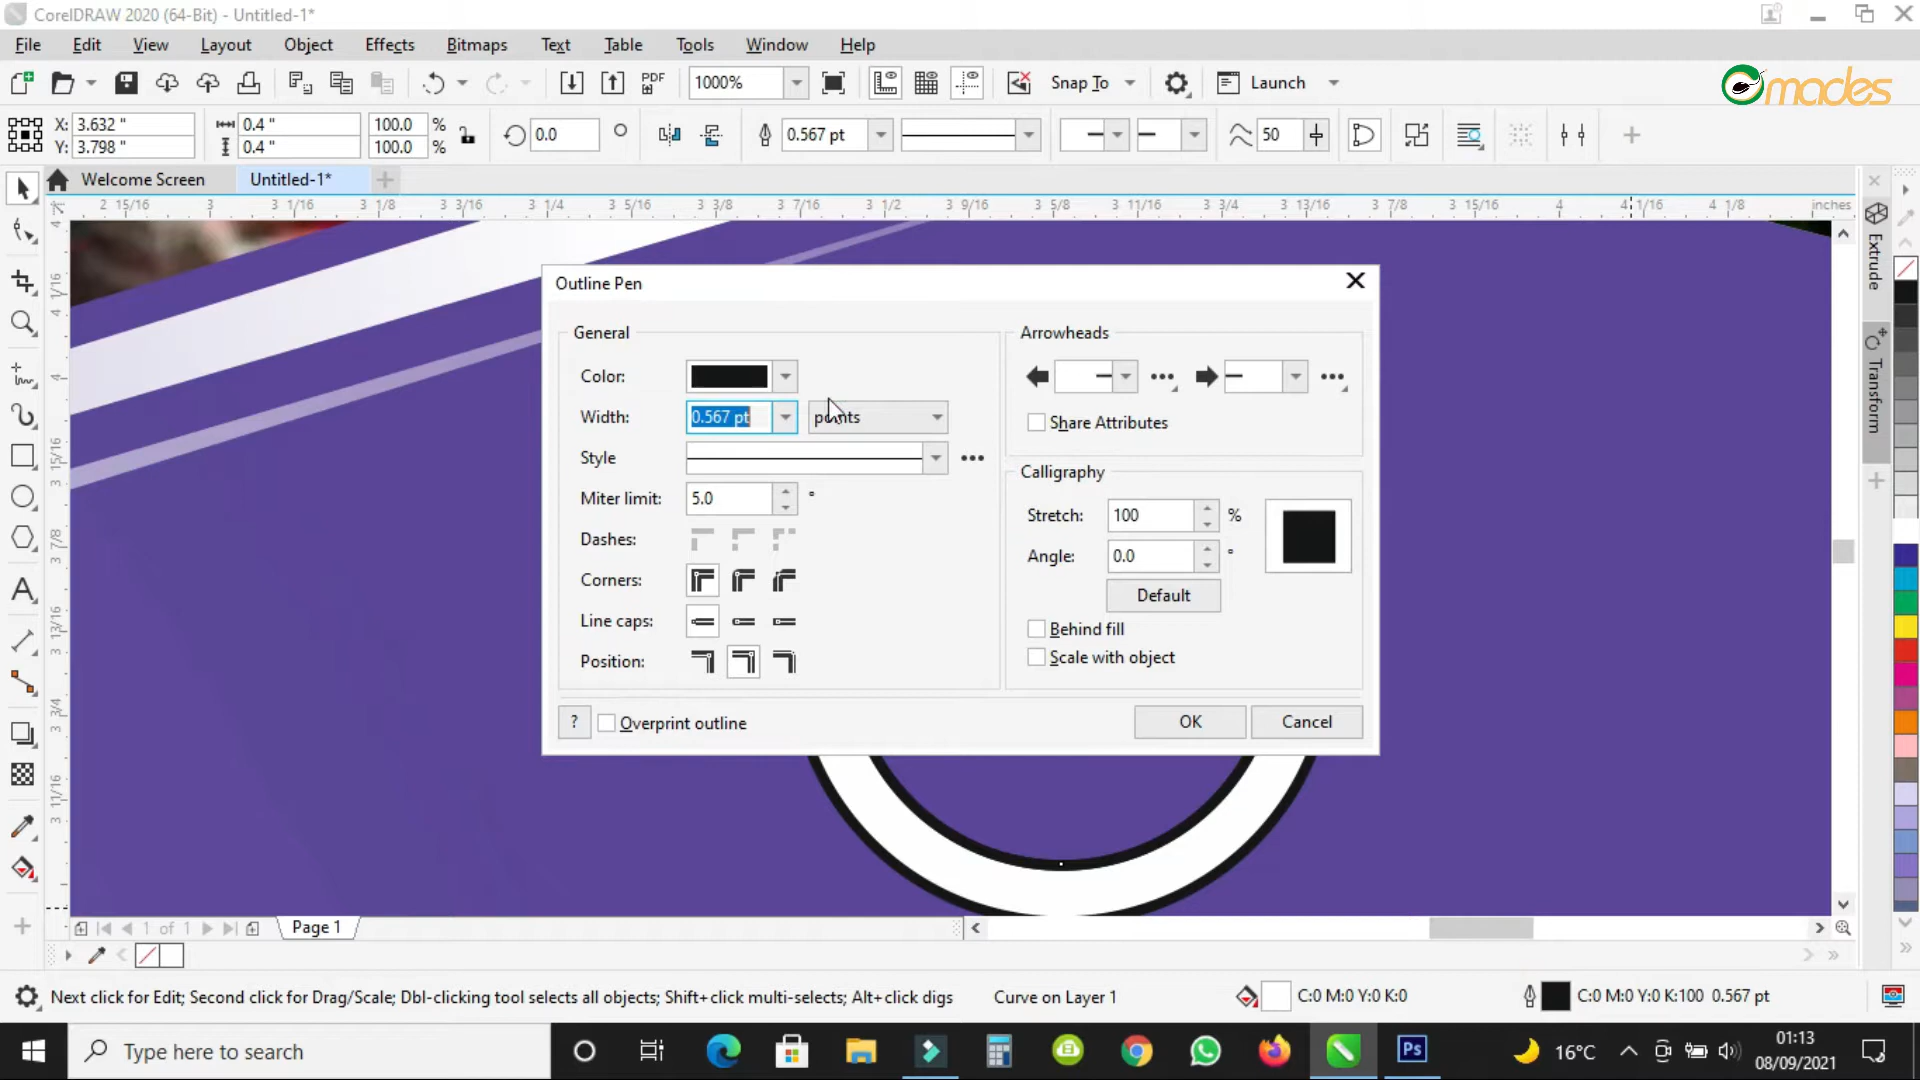 CorelDRAW 2020 (64-Bit) - Untitled-1*
File Edit View Layout Object Effects Bitmaps Text Table Tools Window Help
PDF 1000% Snap To Launch
Omades
X: 3.632 " 0.4 " 100.0 % 0.0 ° 0.567 pt 50
Y: 3.798 " 0.4 " 100.0 %
Welcome Screen Untitled-1*
2 15/16 3 3 1/16 3 1/8 3 3/16 3 1/4 3 5/16 3 3/8 3 7/16 3 1/2 3 9/16 3 5/8 3 11/16 3 3/4 3 13/16 3 7/8 3 15/16 4 4 1/16 4 1/8 inches
Extrude
Transform
Outline Pen
General
Color:
Width: 0.567 pt points
Style
Miter limit: 5.0 °
Dashes:
Corners:
Line caps:
Position:
Arrowheads
Share Attributes
Calligraphy
Stretch: 100 %
Angle: 0.0 °
Default
Behind fill
Scale with object
? Overprint outline OK Cancel
1 of 1 Page 1
Next click for Edit; Second click for Drag/Scale; Dbl-clicking tool selects all objects; Shift+click multi-selects; Alt+click digs Curve on Layer 1 C:0 M:0 Y:0 K:0 C:0 M:0 Y:0 K:100 0.567 pt
Type here to search Ps 16°C 01:13
08/09/2021